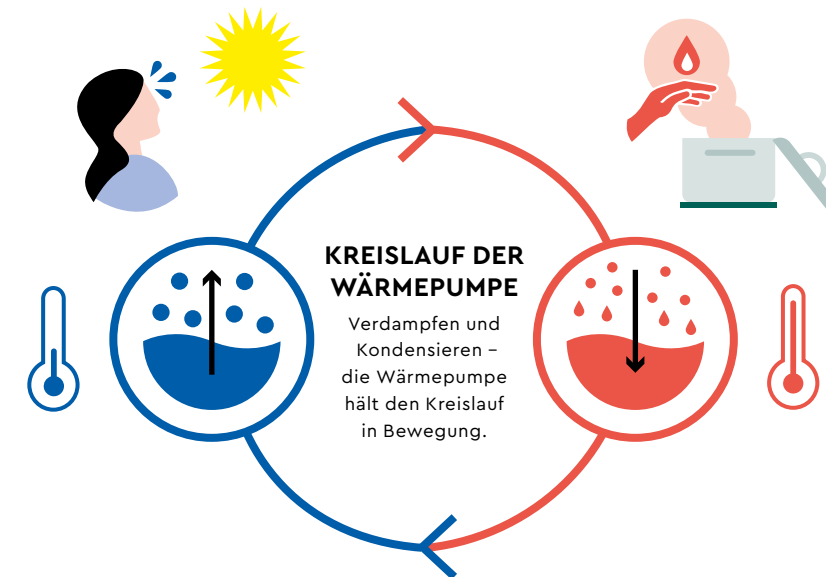 KREISLAUF DER
WÄRMEPUMPE
Verdampfen und
Kondensieren –
die Wärmepumpe
hält den Kreislauf
in Bewegung.